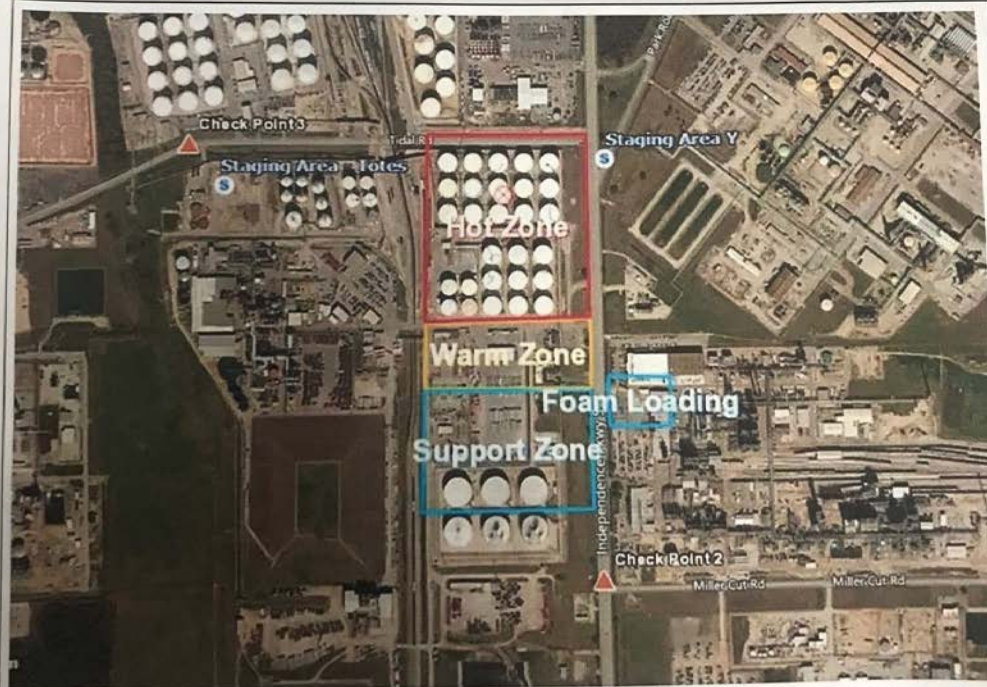 Check Point 3
Tidal Rd
Staging Area Y
Staging Area - Totes
Hot Zone
Warm Zone
Foam Loading
Support Zone
Independence Pkwy S
Check Point 2
Miller Cut Rd
Miller Cut Rd
S
S
n